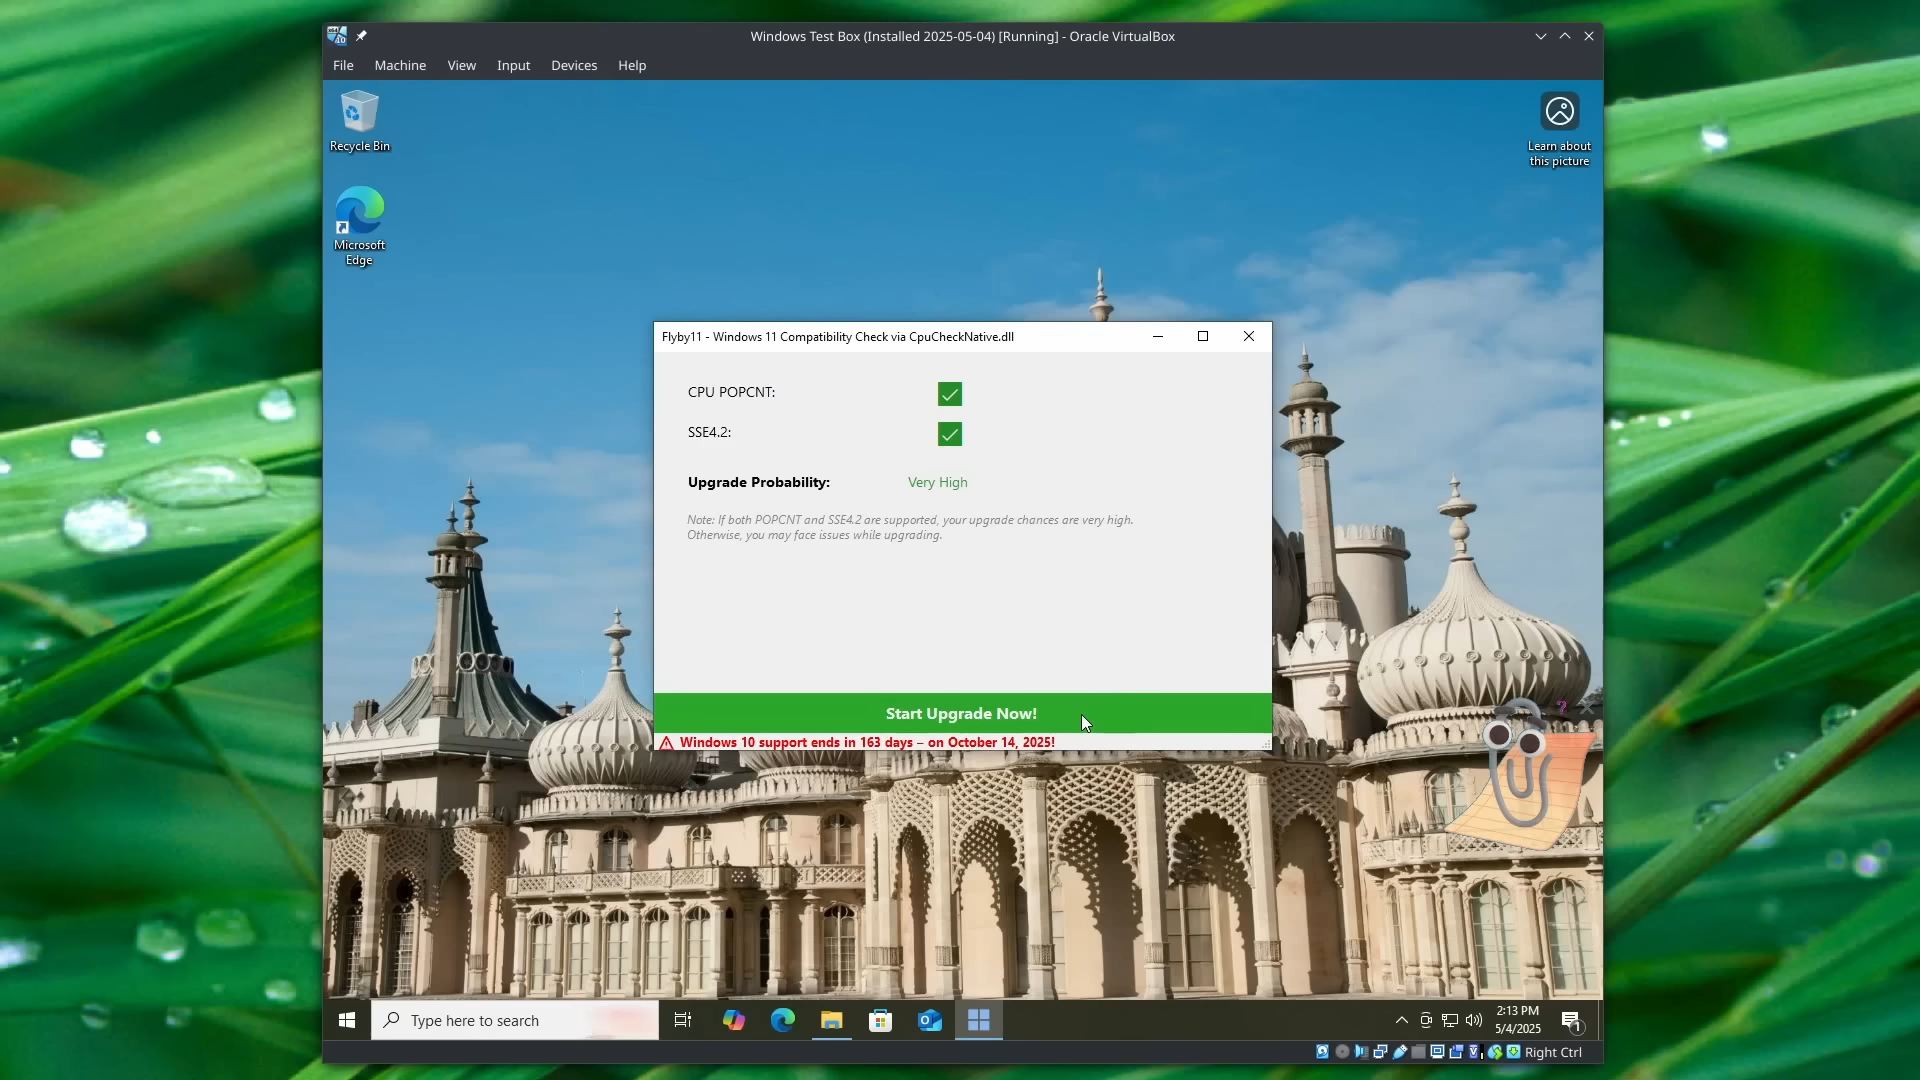 Windows Test Box (Installed 2025-05-04) [Running] - Oracle VirtualBox
File Machine View Input Devices Help
Recycle Bin
Learn about
this picture
Microsoft
Edge
Flyby11 - Windows 11 Compatibility Check via CpuCheckNative.dll
CPU POPCNT:
SSE4.2:
Upgrade Probability: Very High
Note: If both POPCNT and SSE4.2 are supported, your upgrade chances are very high.
Otherwise, you may face issues while upgrading.
Start Upgrade Now!
Windows 10 support ends in 163 days – on October 14, 2025!
Type here to search
2:13 PM
5/4/2025
1
Right Ctrl